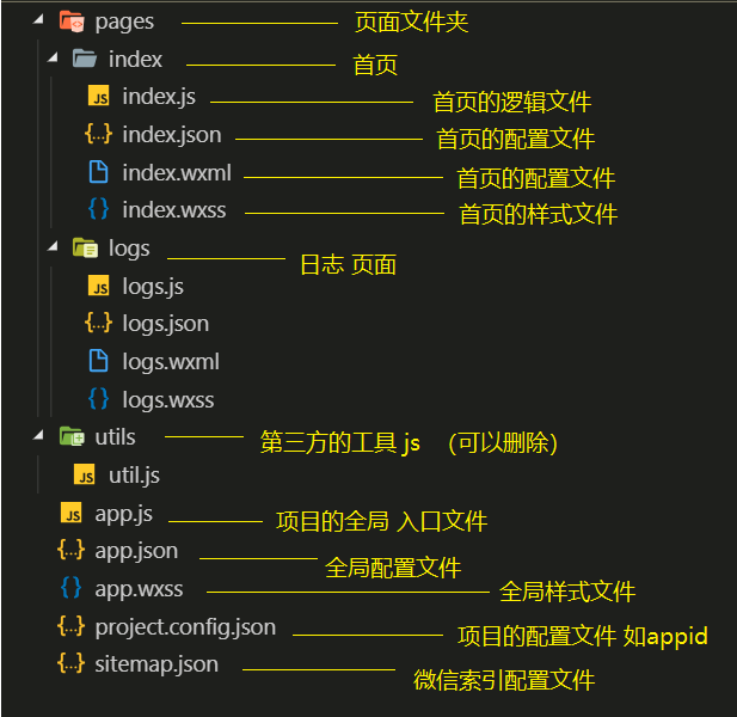 pages 页面文件夹
index 首页
JS index.js 首页的逻辑文件
{..} index.json 首页的配置文件
index.wxml 首页的配置文件
{} index.wxss 首页的样式文件
logs 日志 页面
JS logs.js
{..} logs.json
logs.wxml
{} logs.wxss
utils 第三方的工具 js （可以删除）
JS util.js
JS app.js 项目的全局 入口文件
{..} app.json 全局配置文件
{} app.wxss 全局样式文件
{..} project.config.json 项目的配置文件 如appid
{..} sitemap.json 微信索引配置文件